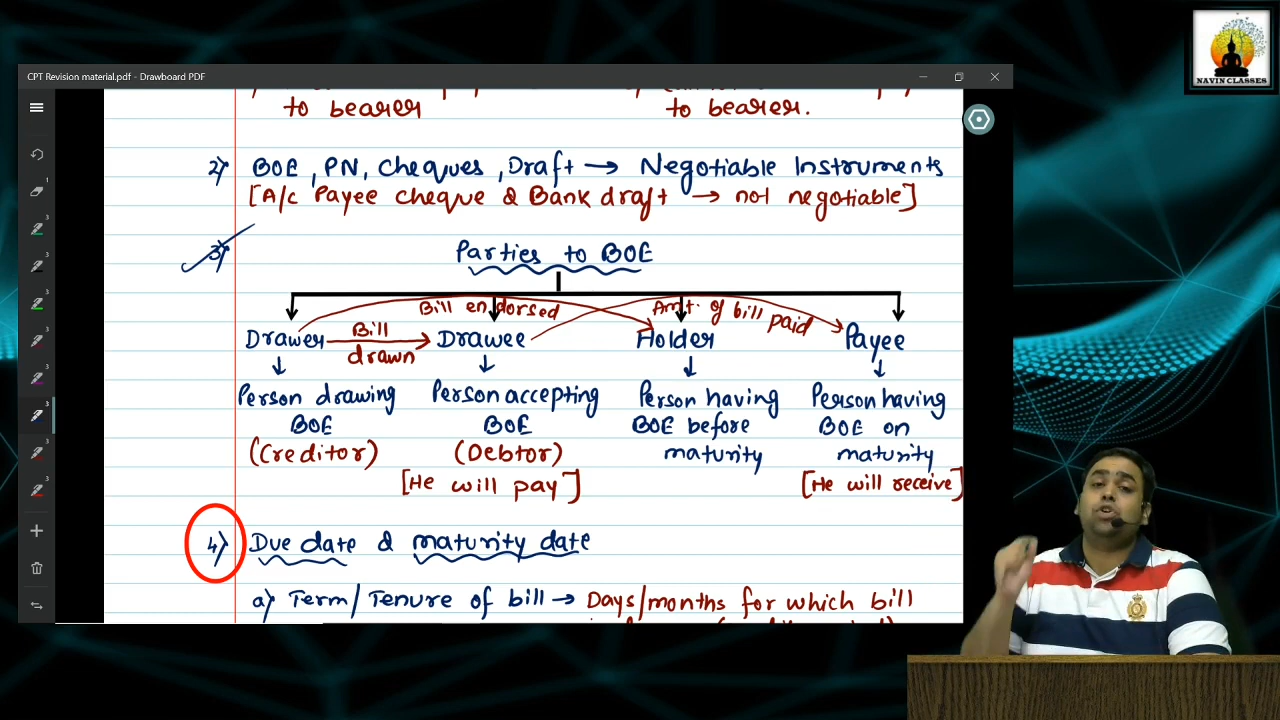 NAVIN CLASSES
CPT Revision material.pdf - Drawboard PDF
to bearer to bearer.
2) BOE, PN, Cheques, Draft → Negotiable Instruments
[A/c Payee cheque & Bank draft → not negotiable]
3) Parties to BOE
Bill endorsed Amt. of bill paid
Drawer Bill drawn Drawee Holder Payee
Person drawing Person accepting Person having Person having
BOE BOE BOE before BOE on
(Creditor) (Debtor) maturity maturity
[He will pay] [He will receive]
4) Due date & maturity date
a) Term/Tenure of bill → Days/months for which bill